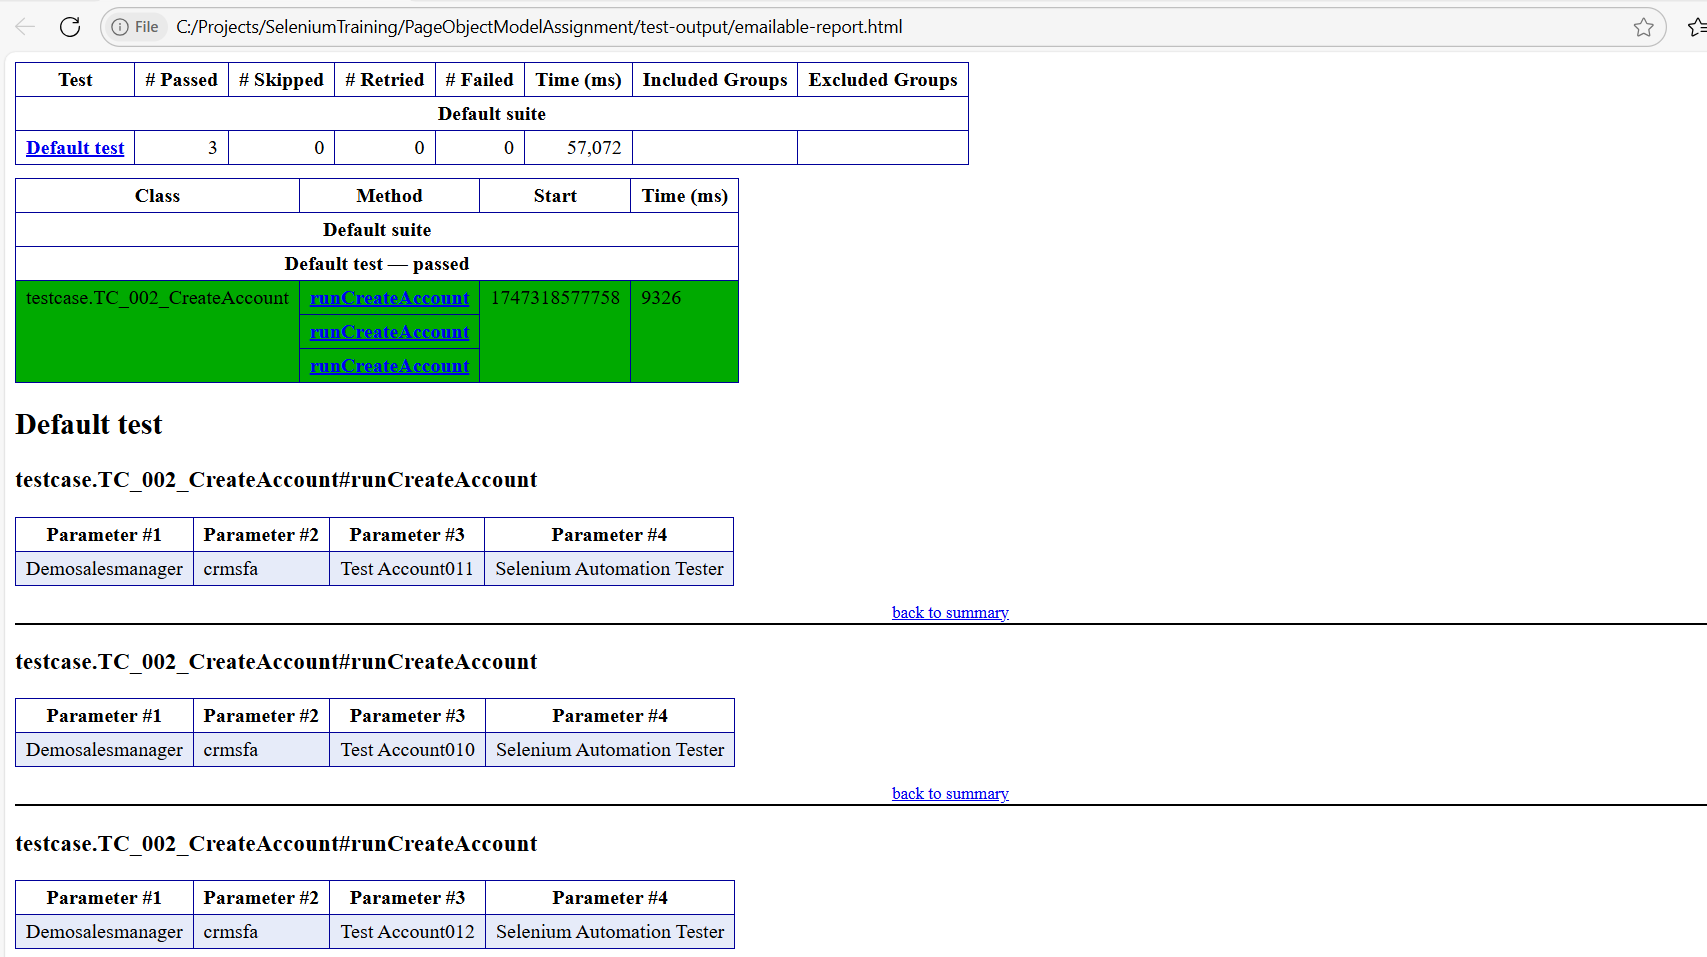 File C:/Projects/SeleniumTraining/PageObjectModelAssignment/test-output/emailable-report.html
Test # Passed # Skipped # Retried # Failed Time (ms) Included Groups Excluded Groups
Default suite
Default test 3 0 0 0 57,072
Class Method Start Time (ms)
Default suite
Default test — passed
testcase.TC_002_CreateAccount runCreateAccount 1747318577758 9326
runCreateAccount
runCreateAccount
Default test
testcase.TC_002_CreateAccount#runCreateAccount
Parameter #1 Parameter #2 Parameter #3 Parameter #4
Demosalesmanager crmsfa Test Account011 Selenium Automation Tester
back to summary
testcase.TC_002_CreateAccount#runCreateAccount
Parameter #1 Parameter #2 Parameter #3 Parameter #4
Demosalesmanager crmsfa Test Account010 Selenium Automation Tester
back to summary
testcase.TC_002_CreateAccount#runCreateAccount
Parameter #1 Parameter #2 Parameter #3 Parameter #4
Demosalesmanager crmsfa Test Account012 Selenium Automation Tester